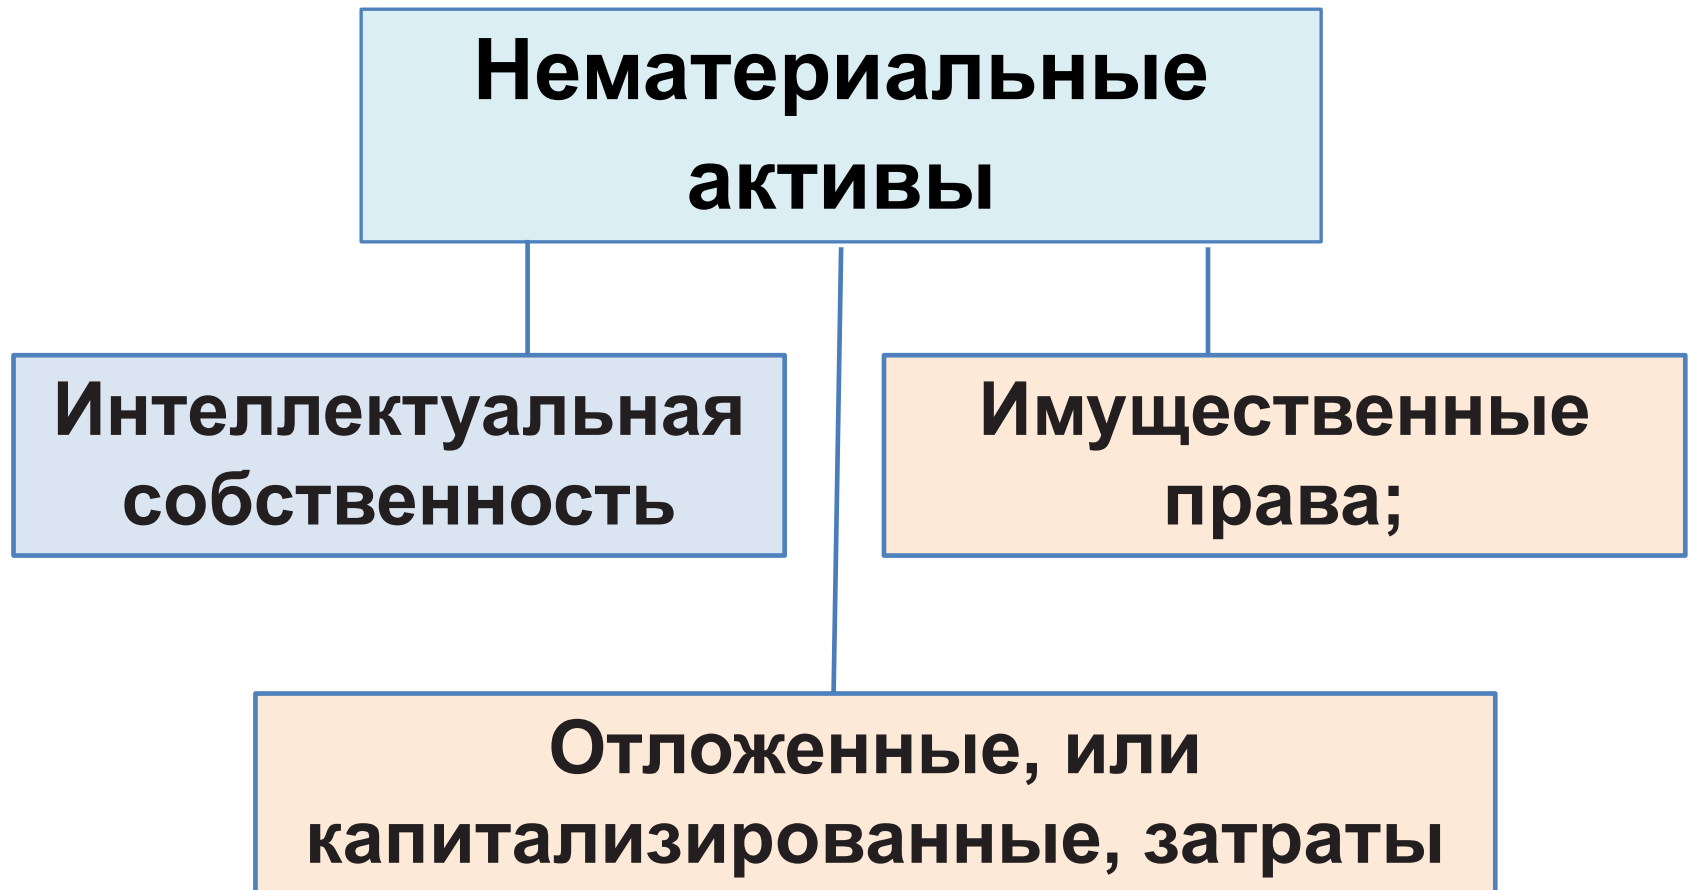 Нематериальные
активы
Интеллектуальная
собственность
Имущественные
права;
Отложенные, или
капитализированные, затраты